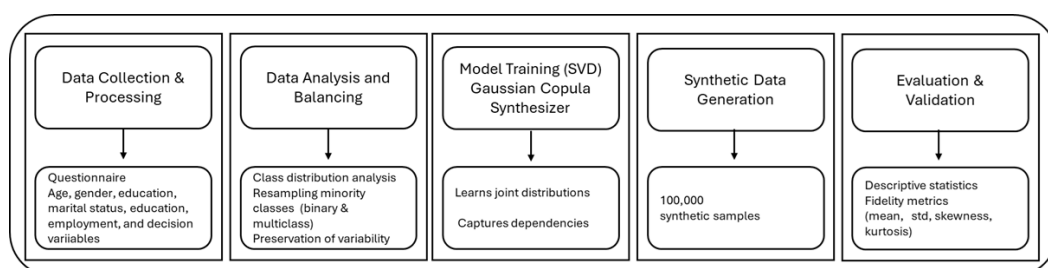 Data Collection &
Processing
Questionnaire
Age, gender, education,
marital status, education,
employment, and decision
variiables
Data Analysis and
Balancing
Class distribution analysis
Resampling minority
classes (binary &
multiclass)
Preservation of variability
Model Training (SVD)
Gaussian Copula
Synthesizer
Learns joint distributions
Captures dependencies
Synthetic Data
Generation
100,000
synthetic samples
Evaluation &
Validation
Descriptive statistics
Fidelity metrics
(mean, std, skewness,
kurtosis)